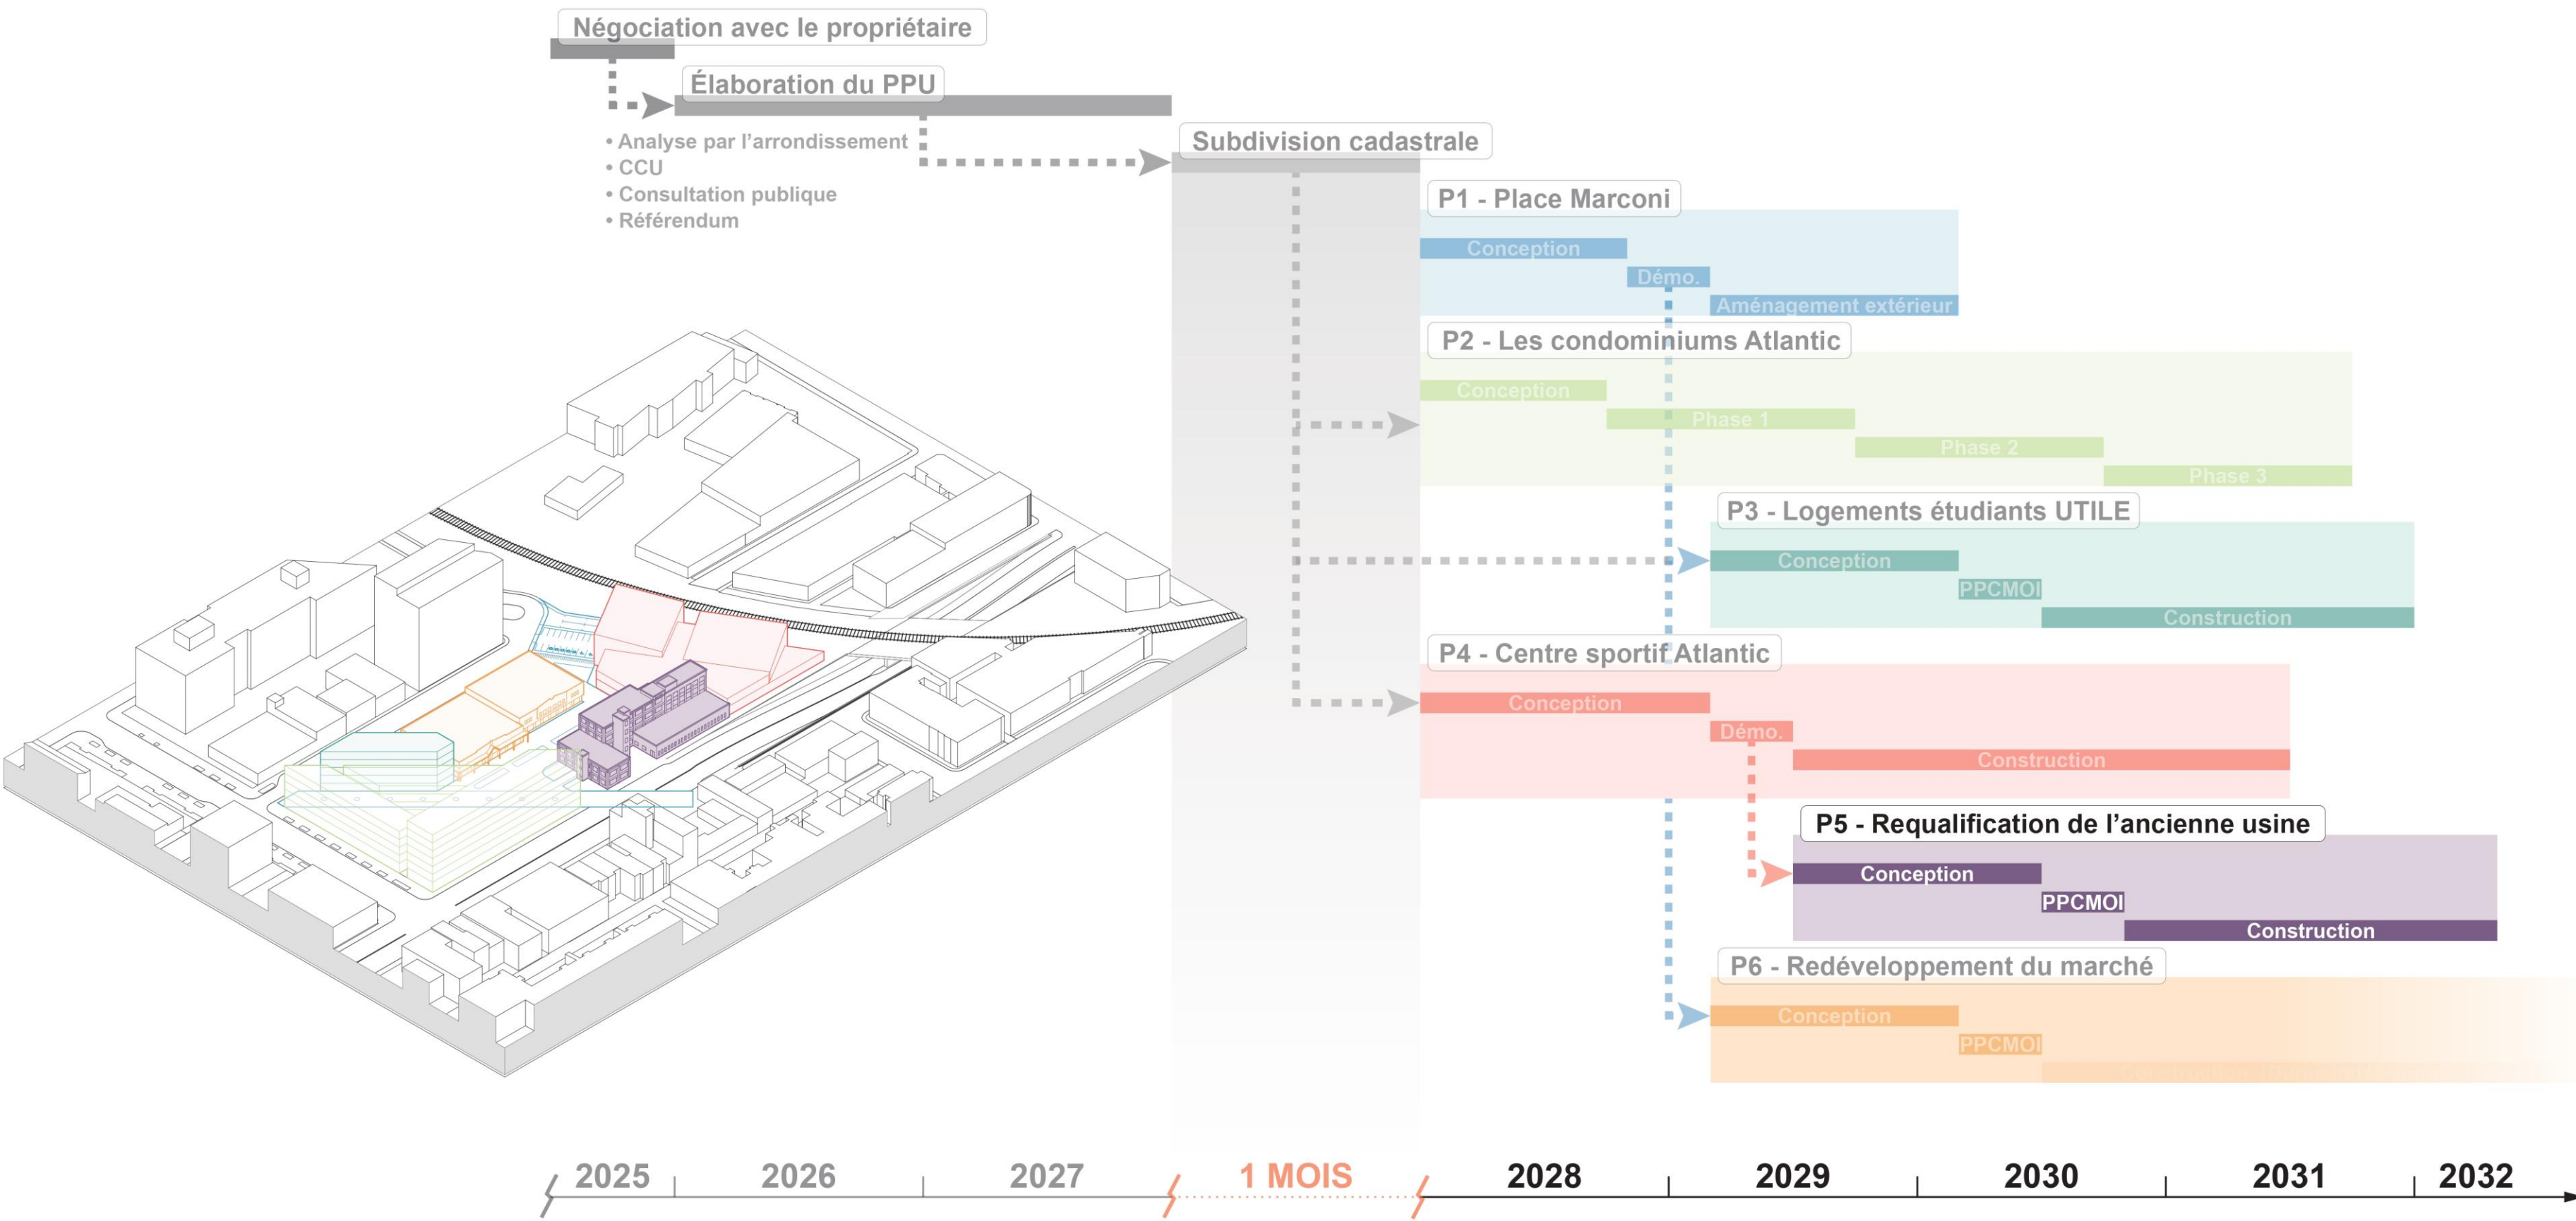 Négociation avec le propriétaire
Élaboration du PPU
• Analyse par l’arrondissement
• CCU
• Consultation publique
• Référendum
Subdivision cadastrale
P1 - Place Marconi
Conception
Démo.
Aménagement extérieur
P2 - Les condominiums Atlantic
Conception
Phase 1
Phase 2
Phase 3
P3 - Logements étudiants UTILE
Conception
PPCMOI
Construction
P4 - Centre sportif Atlantic
Conception
Démo.
Construction
P5 - Requalification de l’ancienne usine
Conception
PPCMOI
Construction
P6 - Redéveloppement du marché
Conception
PPCMOI
2025
2026
2027
1 MOIS
2028
2029
2030
2031
2032